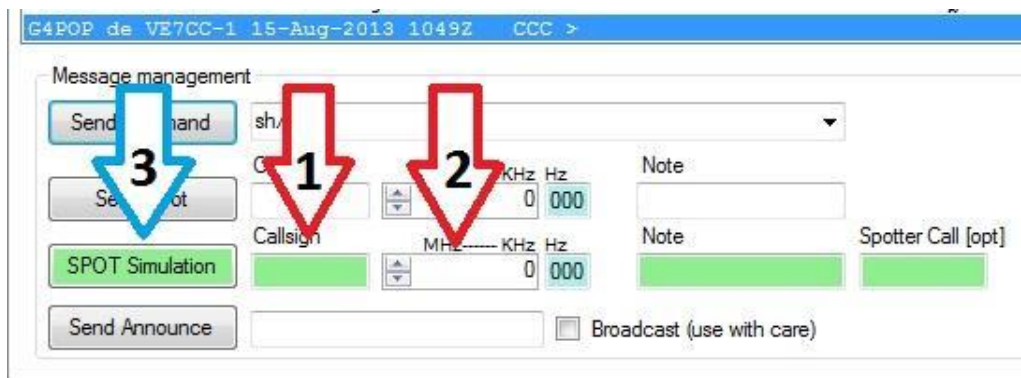 G4POP de VE7CC-1 15-Aug-2013 1049Z CCC >
Message management
sh/
3 1 2
KHz Hz Note
0 000
Callsign MHz------ KHz Hz Note Spotter Call [opt]
SPOT Simulation 0 000
Send Announce Broadcast (use with care)